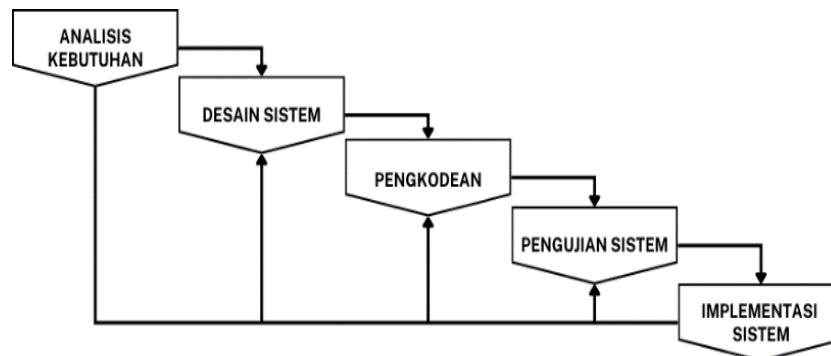 ANALISIS
KEBUTUHAN
DESAIN SISTEM
PENGKODEAN
PENGUJIAN SISTEM
IMPLEMENTASI
SISTEM